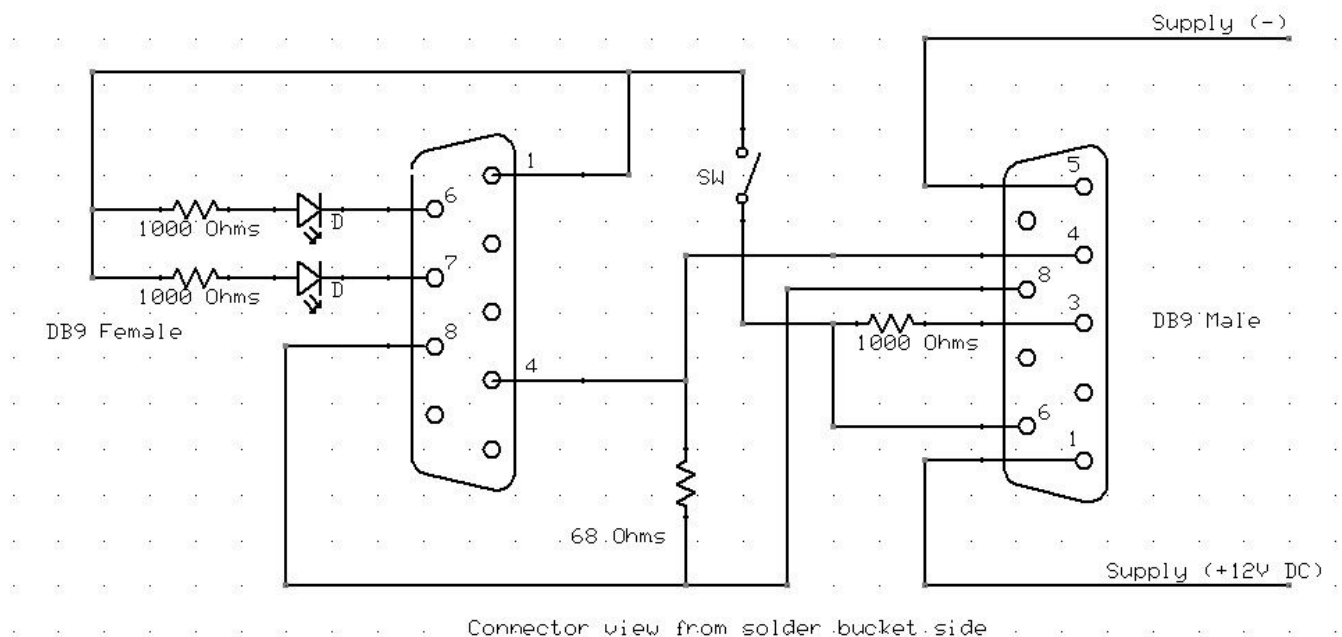 Supply (-)
1
5
SW
6
D
1000 Ohms
4
7
8
D
1000 Ohms
3
DB9 Female
8
DB9 Male
1000 Ohms
4
6
1
68 Ohms
Supply (+12V DC)
Connector view from solder bucket side